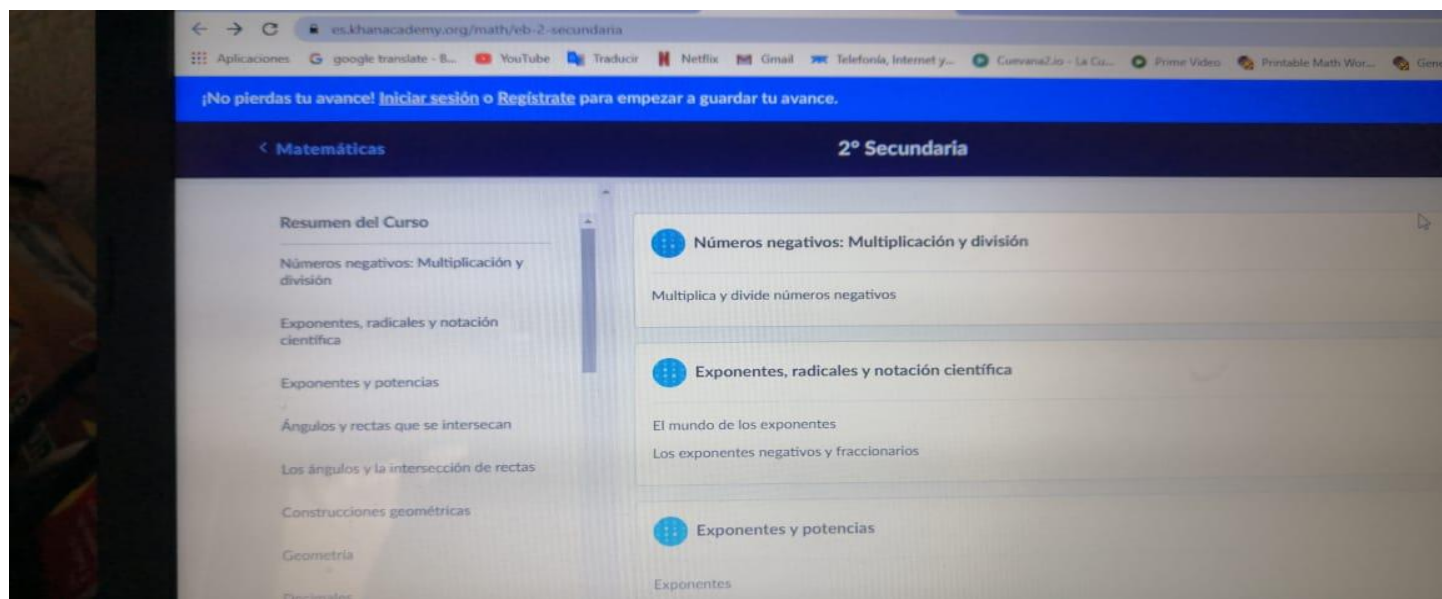 es.khanacademy.org/math/eb-2-secundaria
Aplicaciones google translate - B... YouTube Traducir Netflix Gmail Telefonía, Internet y... Cuevana2.io - La Cu... Prime Video Printable Math Wor...
¡No pierdas tu avance! Iniciar sesión o Regístrate para empezar a guardar tu avance.
< Matemáticas
2º Secundaria
Resumen del Curso
Números negativos: Multiplicación y
división
Exponentes, radicales y notación
científica
Exponentes y potencias
Ángulos y rectas que se intersecan
Los ángulos y la intersección de rectas
Construcciones geométricas
Geometría
Números negativos: Multiplicación y división
Multiplica y divide números negativos
Exponentes, radicales y notación científica
El mundo de los exponentes
Los exponentes negativos y fraccionarios
Exponentes y potencias
Exponentes